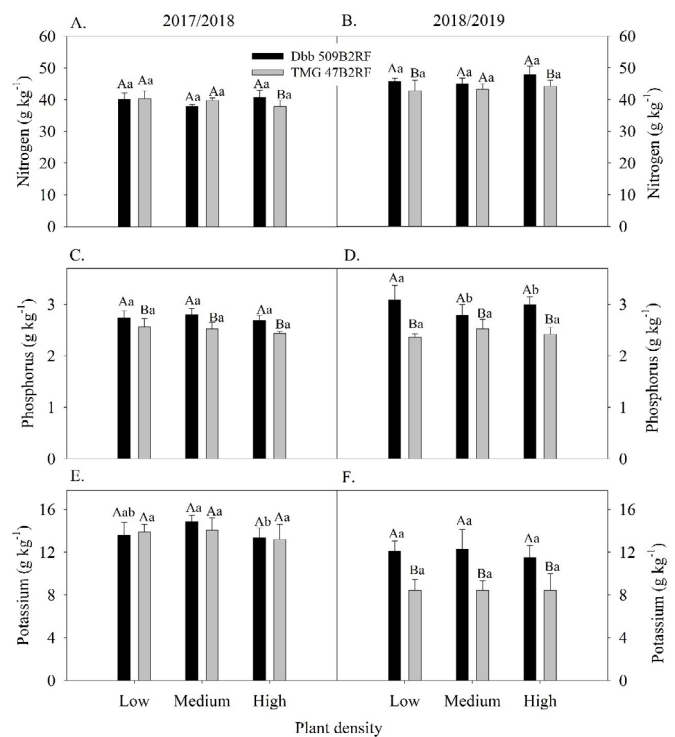 A. 2017/2018 B. 2018/2019
60 60
Dbb 509B2RF
TMG 47B2RF
50 50
Aa Aa Aa Aa Aa Ba
Aa Ba Aa Aa Aa Ba
40 40
30 30
20 20
10 10
0 0
Nitrogen (g kg-1)
Nitrogen (g kg-1)
C. D.
Aa Ba Aa Ba Aa Ba
Aa Ba Ab Ba Ab Ba
3 3
2 2
1 1
0 0
Phosphorus (g kg-1)
Phosphorus (g kg-1)
E. F.
16 16
Aab Aa Aa Aa Ab Aa
Aa Ba Aa Ba Aa Ba
12 12
8 8
4 4
0 0
Potassium (g kg-1)
Potassium (g kg-1)
Low Medium High Low Medium High
Plant density